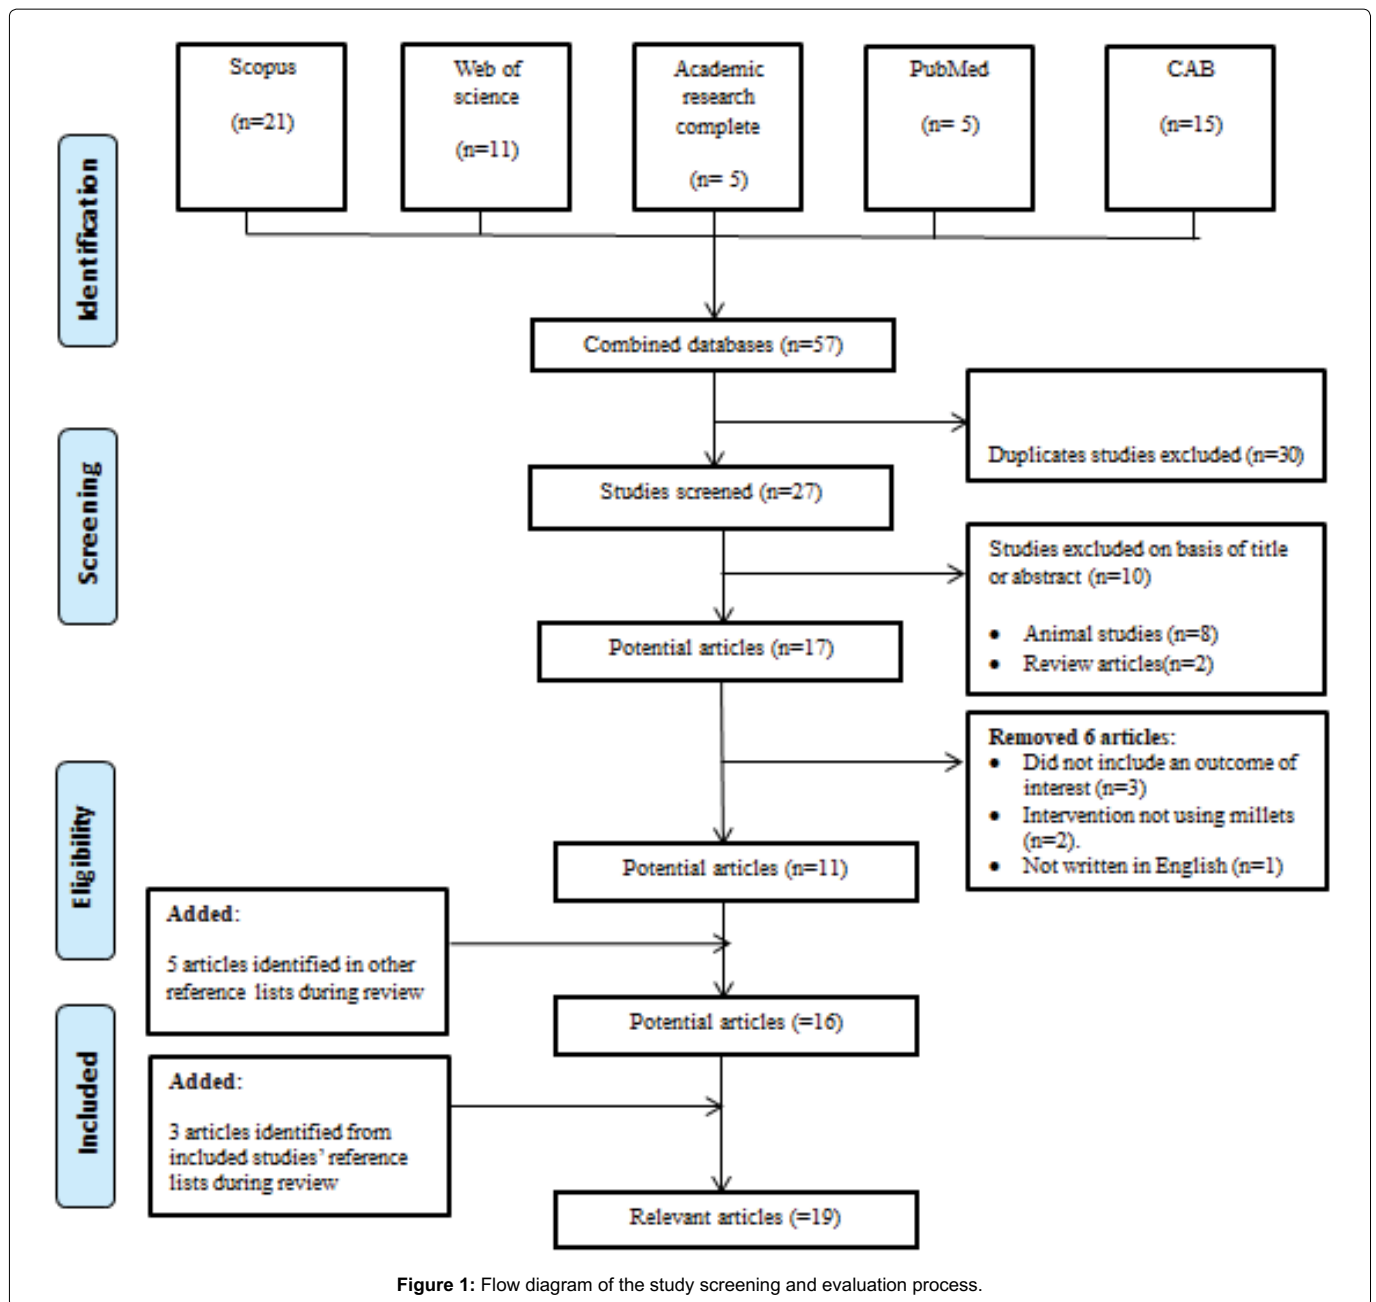 Scopus
(n=21)
Web of
science
(n=11)
Academic
research
complete
(n= 5)
PubMed
(n= 5)
CAB
(n=15)
Identification
Combined databases (n=57)
Duplicates studies excluded (n=30)
Screening
Studies screened (n=27)
Studies excluded on basis of title
or abstract (n=10)
• Animal studies (n=8)
• Review articles(n=2)
Potential articles (n=17)
Removed 6 articles:
• Did not include an outcome of
interest (n=3)
• Intervention not using millets
(n=2).
• Not written in English (n=1)
Eligibility
Potential articles (n=11)
Added:
5 articles identified in other
reference lists during review
Potential articles (=16)
Included
Added:
3 articles identified from
included studies’ reference
lists during review
Relevant articles (=19)
Figure 1: Flow diagram of the study screening and evaluation process.